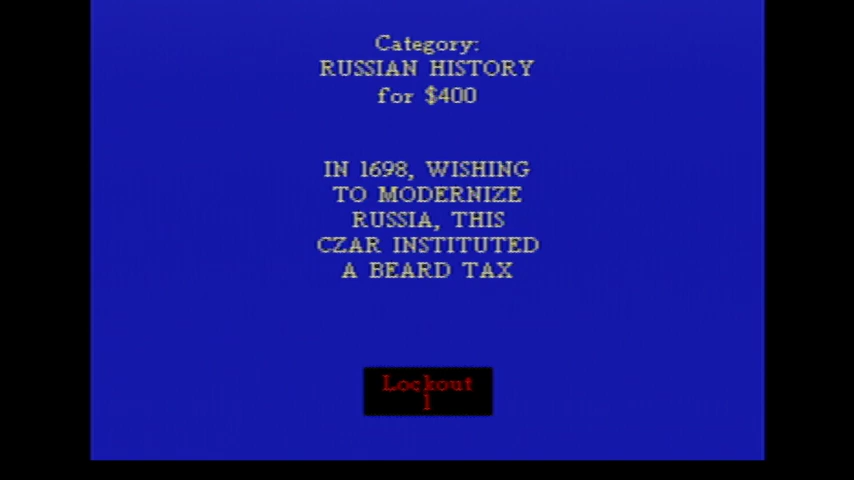 Category:
RUSSIAN HISTORY
for $400
IN 1698, WISHING
TO MODERNIZE
RUSSIA, THIS
CZAR INSTITUTED
A BEARD TAX
Lockout
1